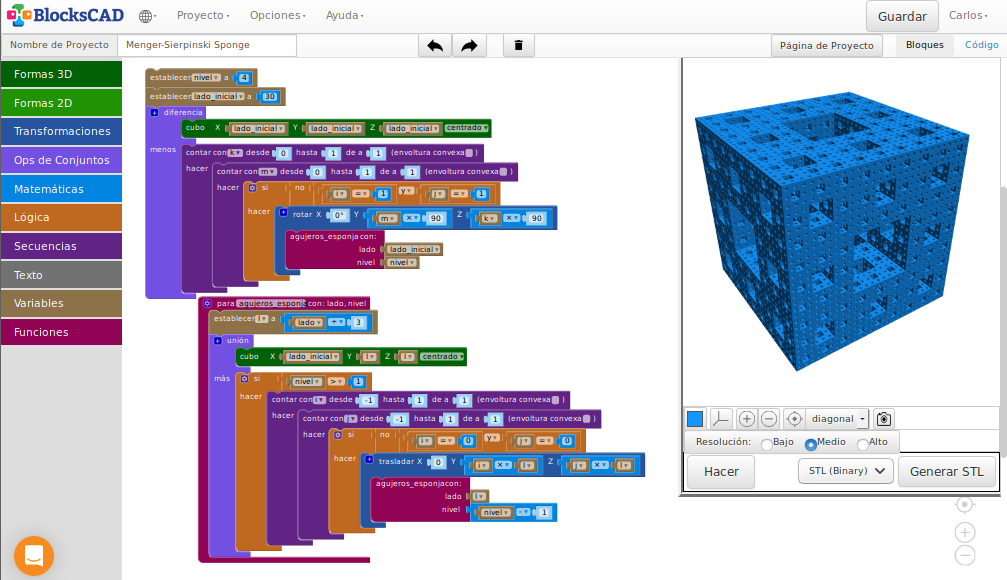 BlocksCAD Proyecto Opciones Ayuda Guardar Carlos
Nombre de Proyecto Menger-Sierpinski Sponge Página de Proyecto Bloques Código
Formas 3D
Formas 2D
Transformaciones
Ops de Conjuntos
Matemáticas
Lógica
Secuencias
Texto
Variables
Funciones
establecer nivel a 4
establecer lado_inicial a 30
diferencia
cubo X lado_inicial Y lado_inicial Z lado_inicial centrado
menos contar con k desde 0 hasta 1 de a 1 (envoltura convexa )
hacer contar con m desde 0 hasta 1 de a 1 (envoltura convexa )
hacer si no i = 1 y j = 1
hacer rotar X 0° Y m × 90 Z k × 90
agujeros_esponja con:
lado lado_inicial
nivel nivel
para agujeros_esponja con: lado, nivel
establecer l a lado ÷ 3
unión
cubo X lado_inicial Y l Z l centrado
más si nivel > 1
hacer contar con i desde -1 hasta 1 de a 1 (envoltura convexa )
hacer contar con j desde -1 hasta 1 de a 1 (envoltura convexa )
hacer si no i = 0 y j = 0
hacer trasladar X 0 Y i × l Z j × l
agujeros_esponja con:
lado l
nivel nivel - 1
diagonal
Resolución: Bajo Medio Alto
Hacer STL (Binary) Generar STL